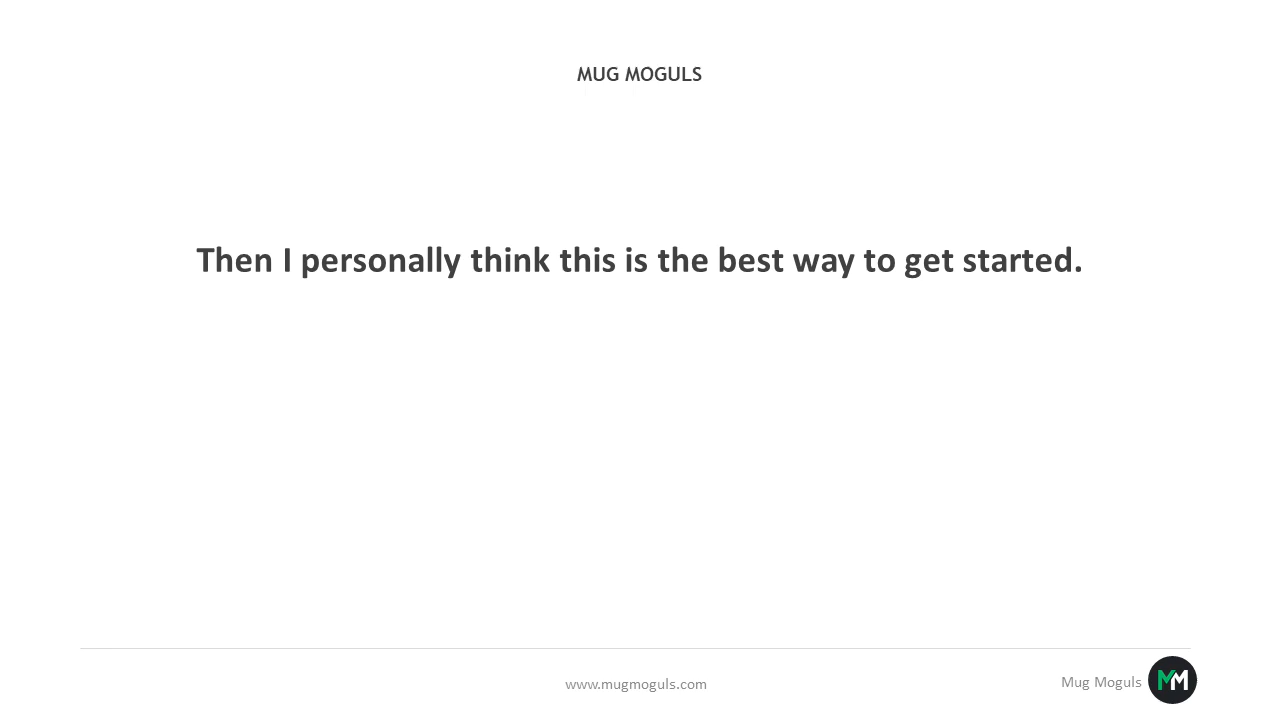 MUG MOGULS
Then I personally think this is the best way to get started.
www.mugmoguls.com
Mug Moguls
MM